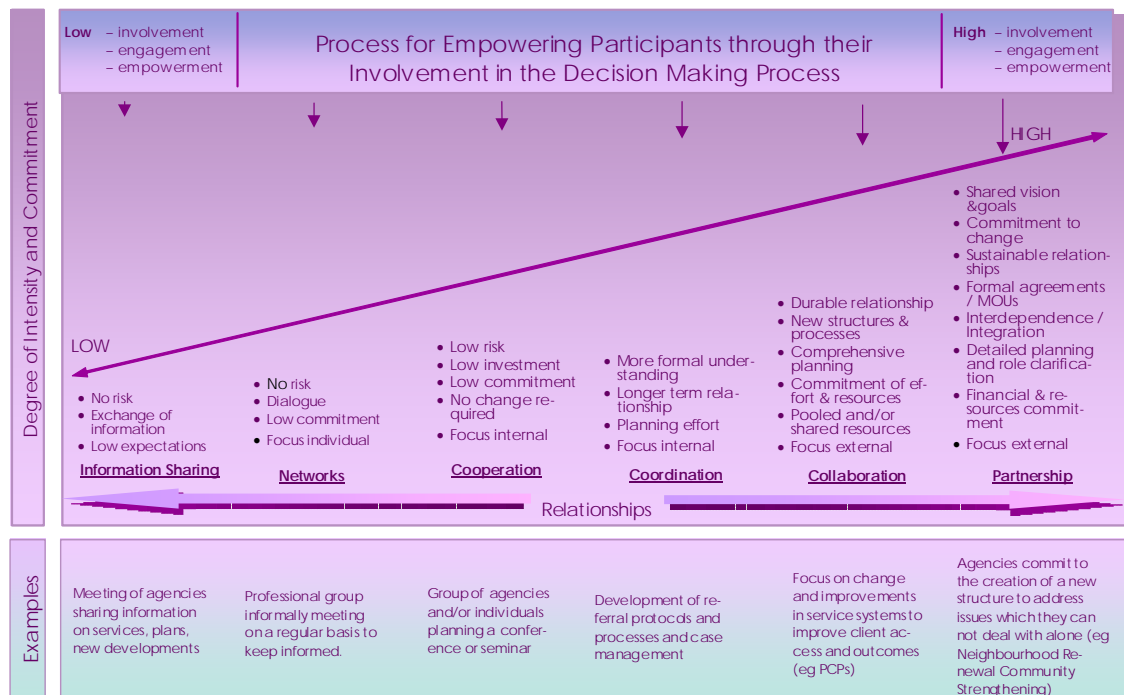 Low – involvement
– engagement
– empowerment
Process for Empowering Participants through their
Involvement in the Decision Making Process
High – involvement
– engagement
– empowerment
Degree of Intensity and Commitment
HIGH
LOW
• No risk
• Exchange of
information
• Low expectations
Information Sharing
• No risk
• Dialogue
• Low commitment
• Focus individual
Networks
• Low risk
• Low investment
• Low commitment
• No change re-
quired
• Focus internal
Cooperation
• More formal under-
standing
• Longer term rela-
tionship
• Planning effort
• Focus internal
Coordination
• Durable relationship
• New structures &
processes
• Comprehensive
planning
• Commitment of ef-
fort & resources
• Pooled and/or
shared resources
• Focus external
Collaboration
• Shared vision
&goals
• Commitment to
change
• Sustainable relation-
ships
• Formal agreements
/ MOUs
• Interdependence /
Integration
• Detailed planning
and role clarifica-
tion
• Financial & re-
sources commit-
ment
• Focus external
Partnership
Relationships
Examples
Meeting of agencies
sharing information
on services, plans,
new developments
Professional group
informally meeting
on a regular basis to
keep informed.
Group of agencies
and/or individuals
planning a confer-
ence or seminar
Development of re-
ferral protocols and
processes and case
management
Focus on change
and improvements
in service systems to
improve client ac-
cess and outcomes
(eg PCPs)
Agencies commit to
the creation of a new
structure to address
issues which they can
not deal with alone (eg
Neighbourhood Re-
newal Community
Strengthening)